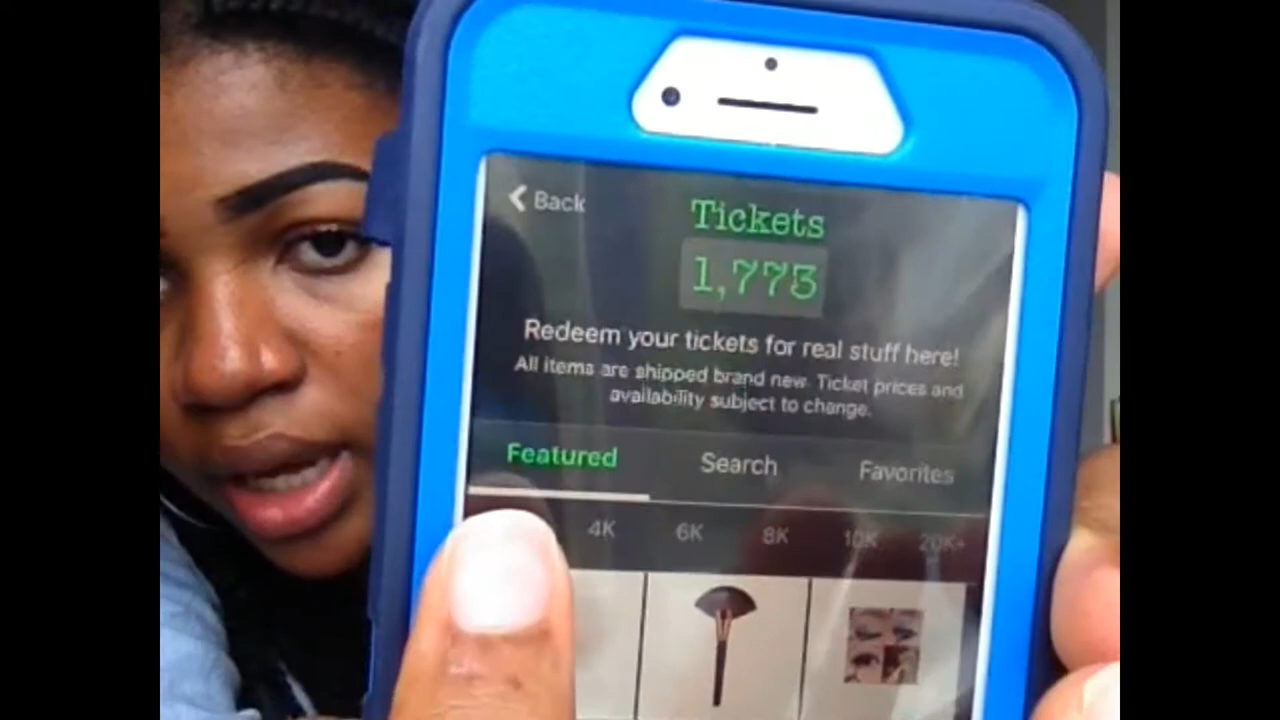 Back
Tickets
1,773
Redeem your tickets for real stuff here!
All items are shipped brand new. Ticket prices and
availability subject to change.
Featured Search Favorites
4K 6K 8K 10K 20K+